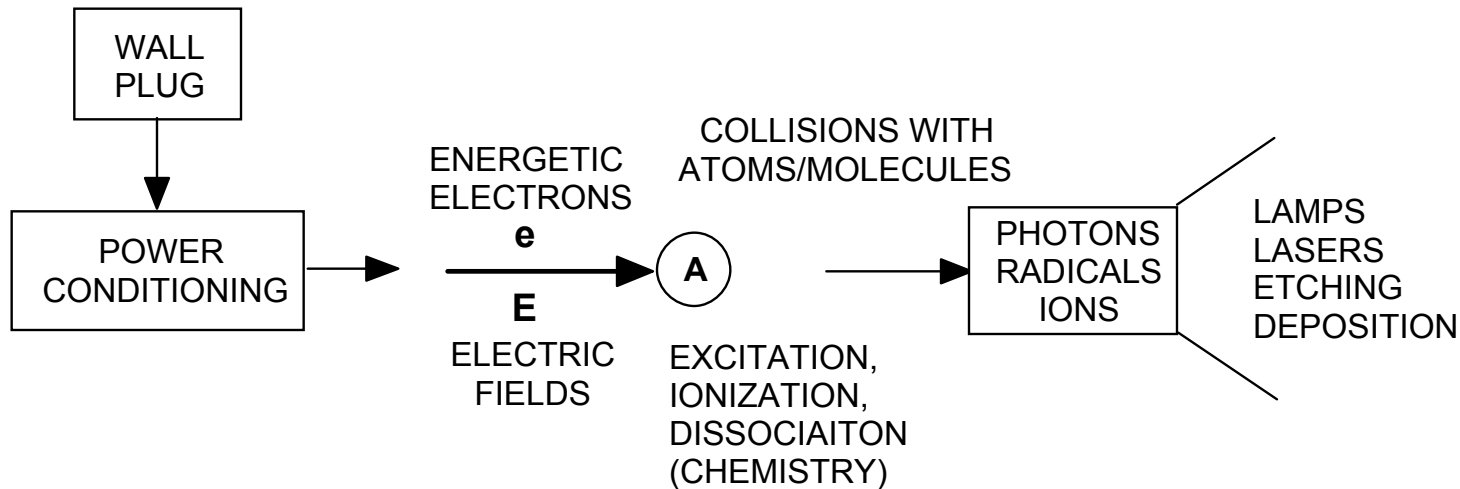 WALL
PLUG
POWER
CONDITIONING
ENERGETIC
ELECTRONS
e
E
ELECTRIC
FIELDS
COLLISIONS WITH
ATOMS/MOLECULES
A
EXCITATION,
IONIZATION,
DISSOCIAITON
(CHEMISTRY)
PHOTONS
RADICALS
IONS
LAMPS
LASERS
ETCHING
DEPOSITION